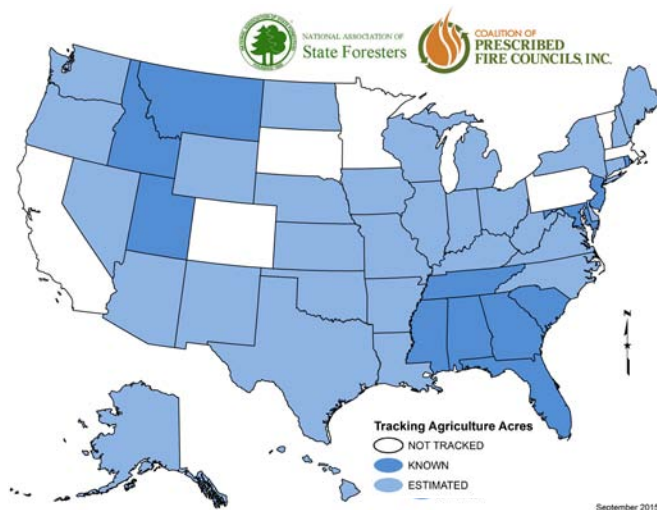 NATIONAL ASSOCIATION OF
State Foresters
COALITION OF
PRESCRIBED
FIRE COUNCILS, INC.
N
Tracking Agriculture Acres
NOT TRACKED
KNOWN
ESTIMATED
September 2015